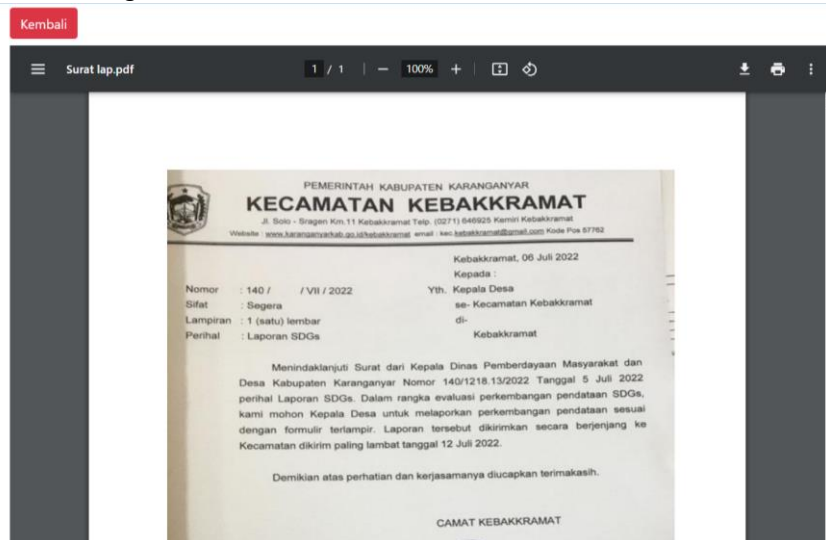 Kembali
Surat lap.pdf
1 / 1 | − 100% +
PEMERINTAH KABUPATEN KARANGANYAR
KECAMATAN KEBAKKRAMAT
Jl. Solo - Sragen Km.11 Kebakkramat Telp. (0271) 646925 Kemiri Kebakkramat
Website : www.karanganyarkab.go.id/kebakkramat email : kec.kebakkramat@gmail.com Kode Pos 57762
Kebakkramat, 06 Juli 2022
Kepada :
Nomor : 140 / / VII / 2022 Yth. Kepala Desa
Sifat : Segera se- Kecamatan Kebakkramat
Lampiran : 1 (satu) lembar di-
Perihal : Laporan SDGs Kebakkramat
Menindaklanjuti Surat dari Kepala Dinas Pemberdayaan Masyarakat dan
Desa Kabupaten Karanganyar Nomor 140/1218.13/2022 Tanggal 5 Juli 2022
perihal Laporan SDGs. Dalam rangka evaluasi perkembangan pendataan SDGs,
kami mohon Kepala Desa untuk melaporkan perkembangan pendataan sesuai
dengan formulir terlampir. Laporan tersebut dikirimkan secara berjenjang ke
Kecamatan dikirim paling lambat tanggal 12 Juli 2022.
Demikian atas perhatian dan kerjasamanya diucapkan terimakasih.
CAMAT KEBAKKRAMAT